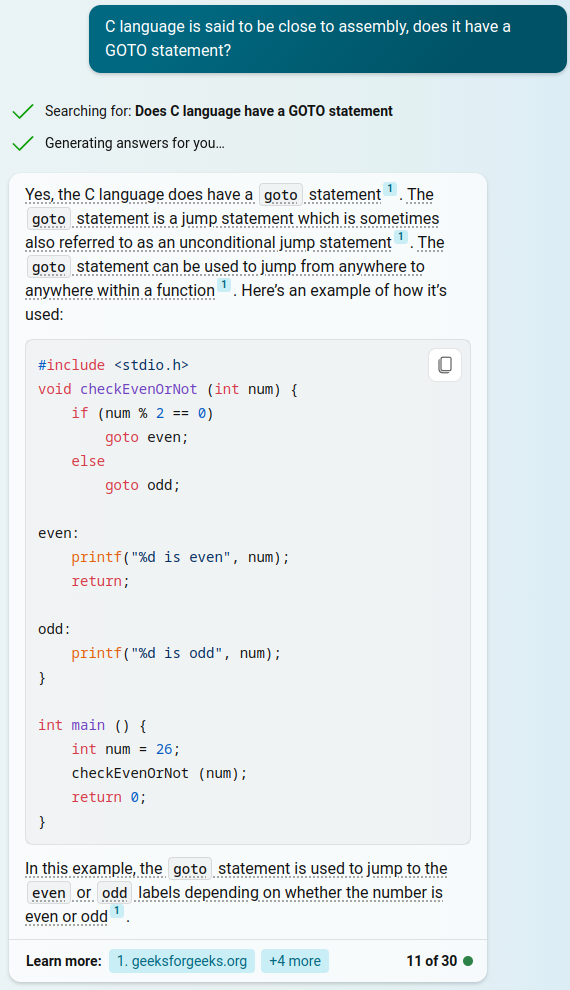 C language is said to be close to assembly, does it have a
GOTO statement?
Searching for: Does C language have a GOTO statement
Generating answers for you…
Yes, the C language does have a goto statement 1 . The
goto statement is a jump statement which is sometimes
also referred to as an unconditional jump statement 1 . The
goto statement can be used to jump from anywhere to
anywhere within a function 1 . Here’s an example of how it’s
used:
#include <stdio.h>
void checkEvenOrNot (int num) {
    if (num % 2 == 0)
        goto even;
    else
        goto odd;
even:
    printf("%d is even", num);
    return;
odd:
    printf("%d is odd", num);
}
int main () {
    int num = 26;
    checkEvenOrNot (num);
    return 0;
}
In this example, the goto statement is used to jump to the
even or odd labels depending on whether the number is
even or odd 1 .
Learn more: 1. geeksforgeeks.org +4 more 11 of 30